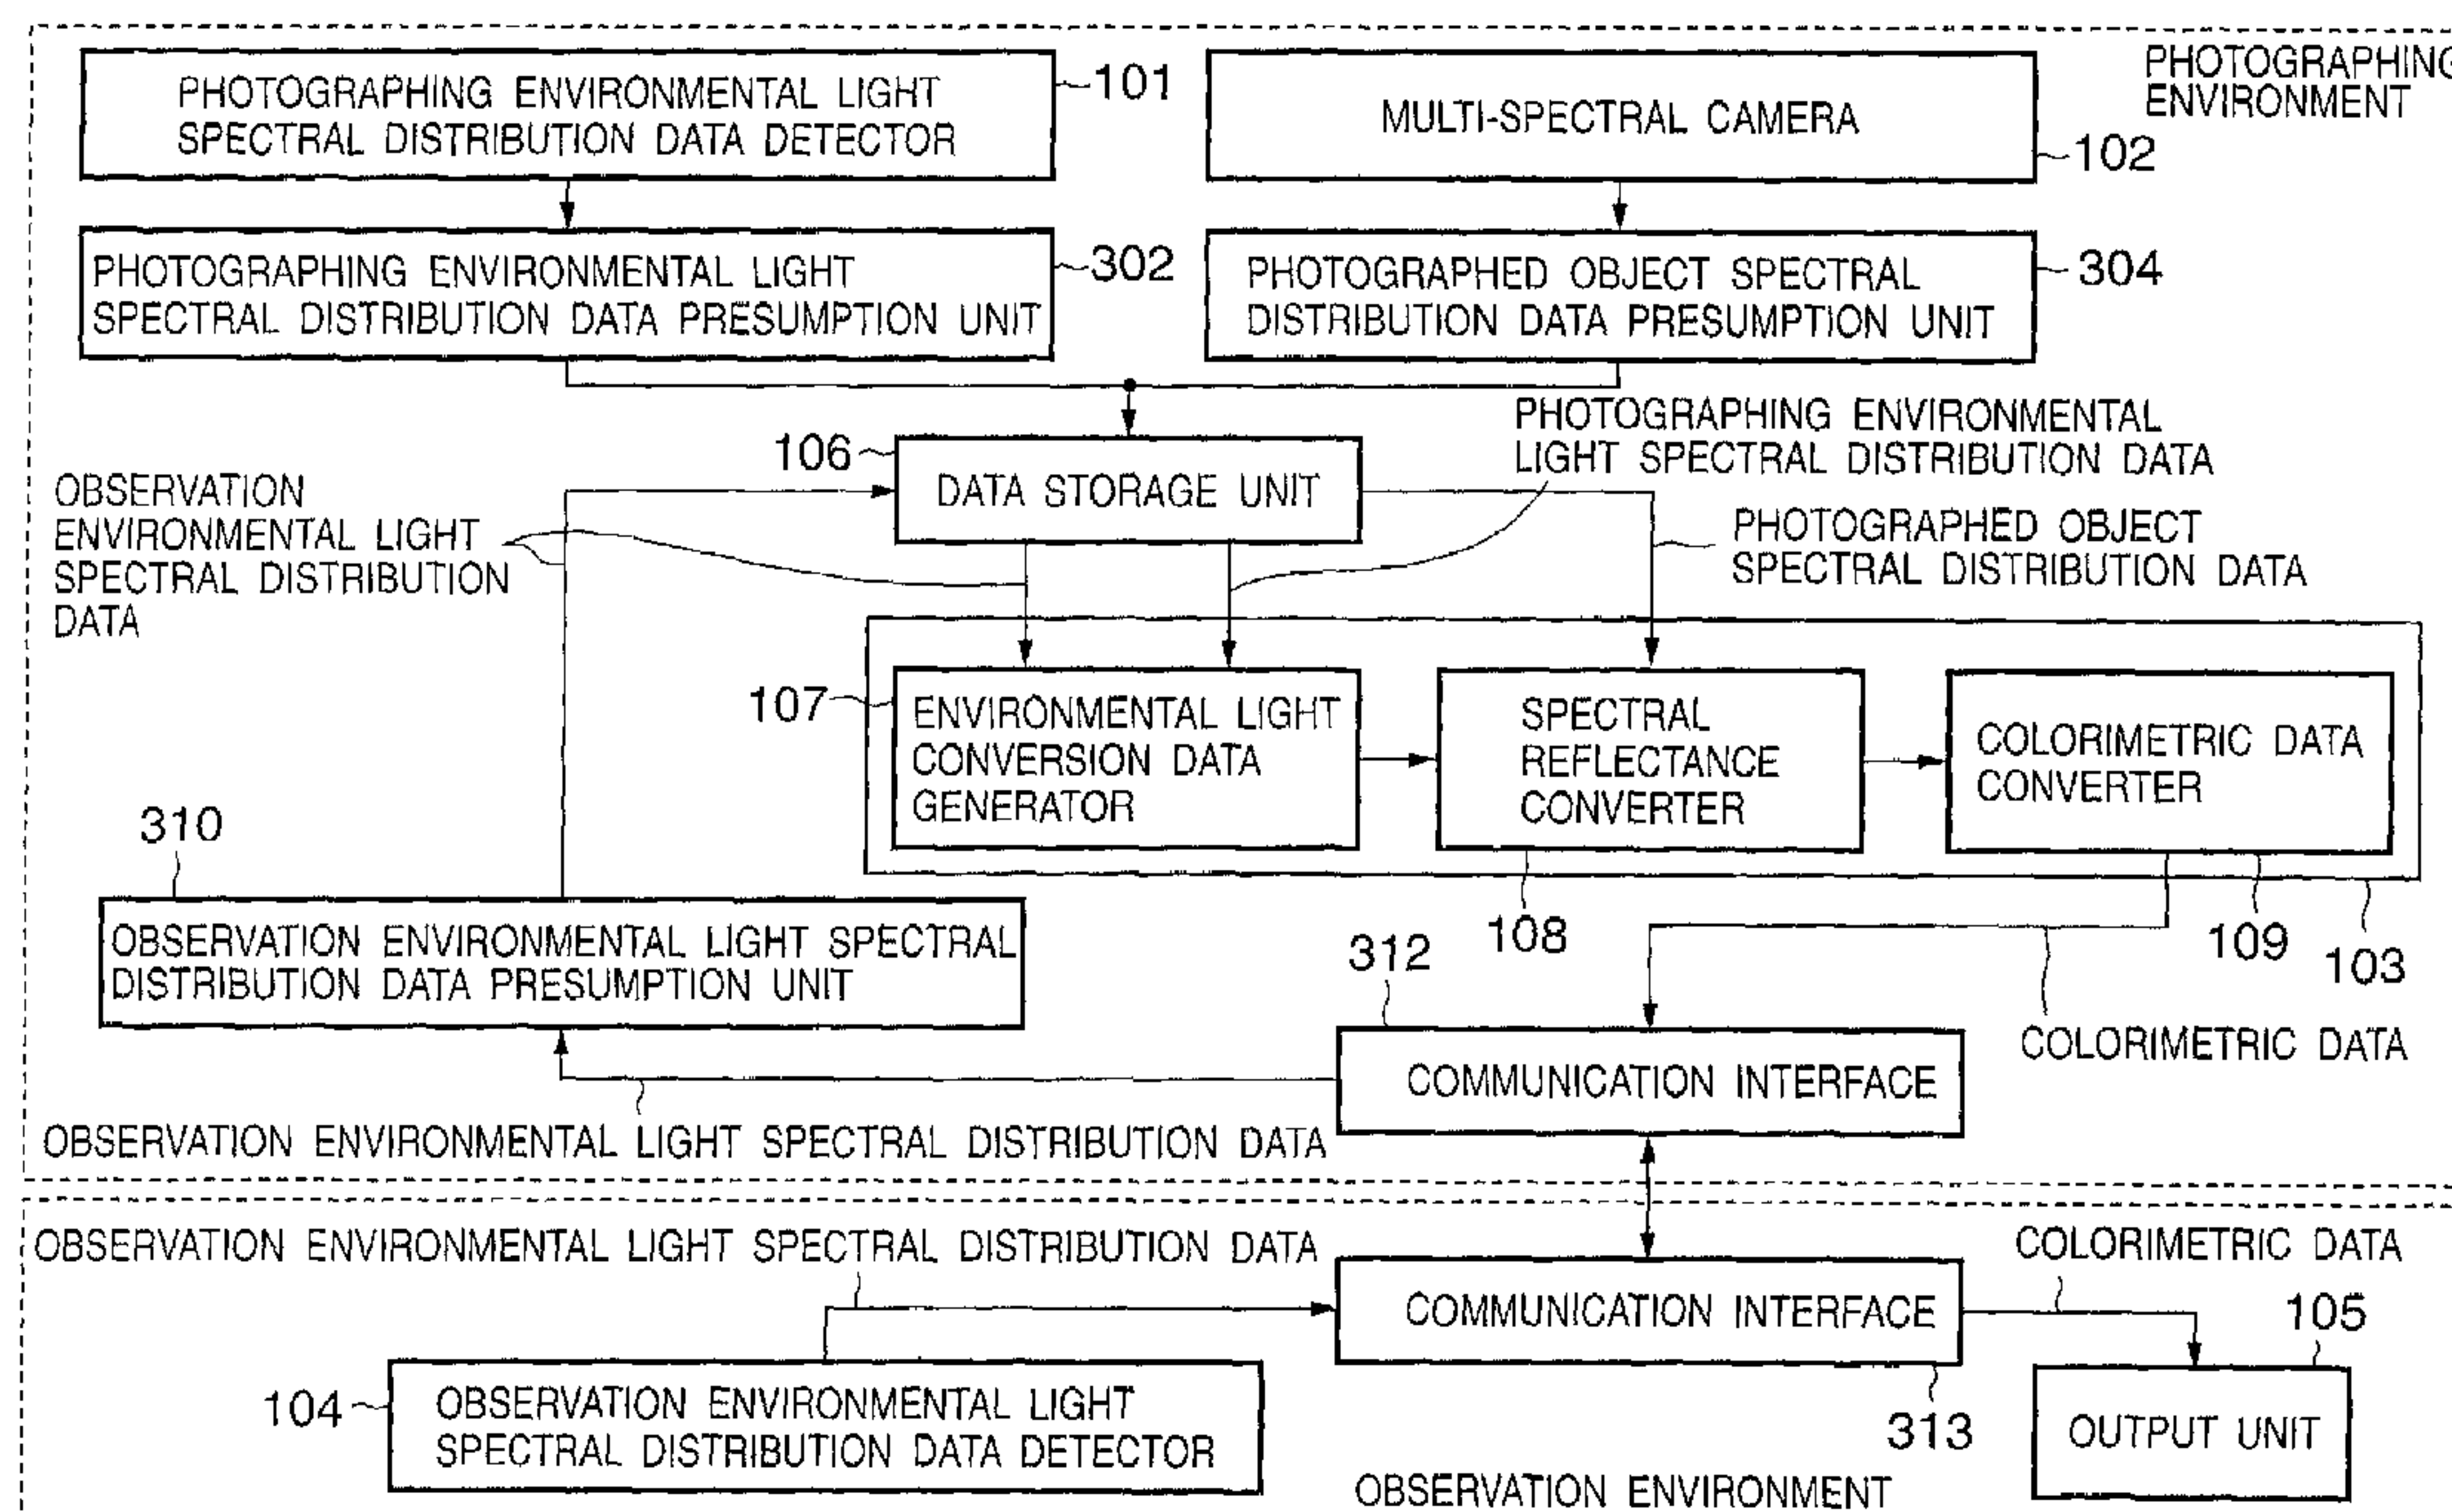 PHOTOGRAPHING ENVIRONMENTAL LIGHT
SPECTRAL DISTRIBUTION DATA DETECTOR
101
MULTI-SPECTRAL CAMERA
102
PHOTOGRAPHING
ENVIRONMENT
PHOTOGRAPHING ENVIRONMENTAL LIGHT
SPECTRAL DISTRIBUTION DATA PRESUMPTION UNIT
302
PHOTOGRAPHED OBJECT SPECTRAL
DISTRIBUTION DATA PRESUMPTION UNIT
304
106
DATA STORAGE UNIT
PHOTOGRAPHING ENVIRONMENTAL
LIGHT SPECTRAL DISTRIBUTION DATA
OBSERVATION
ENVIRONMENTAL LIGHT
SPECTRAL DISTRIBUTION
DATA
PHOTOGRAPHED OBJECT
SPECTRAL DISTRIBUTION DATA
107
ENVIRONMENTAL LIGHT
CONVERSION DATA
GENERATOR
SPECTRAL
REFLECTANCE
CONVERTER
COLORIMETRIC DATA
CONVERTER
310
OBSERVATION ENVIRONMENTAL LIGHT SPECTRAL
DISTRIBUTION DATA PRESUMPTION UNIT
312
108
109
103
COMMUNICATION INTERFACE
COLORIMETRIC DATA
OBSERVATION ENVIRONMENTAL LIGHT SPECTRAL DISTRIBUTION DATA
OBSERVATION ENVIRONMENTAL LIGHT SPECTRAL DISTRIBUTION DATA
COLORIMETRIC DATA
COMMUNICATION INTERFACE
105
104
OBSERVATION ENVIRONMENTAL LIGHT
SPECTRAL DISTRIBUTION DATA DETECTOR
313
OUTPUT UNIT
OBSERVATION ENVIRONMENT